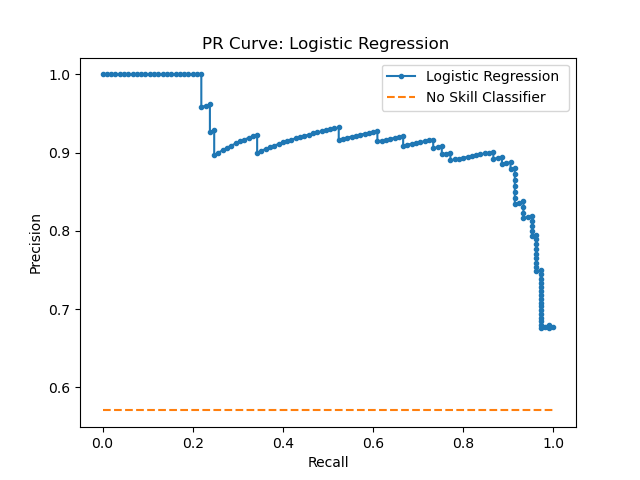 PR Curve: Logistic Regression
Logistic Regression
No Skill Classifier
1.0
0.9
0.8
0.7
0.6
Precision
0.0 0.2 0.4 0.6 0.8 1.0
Recall